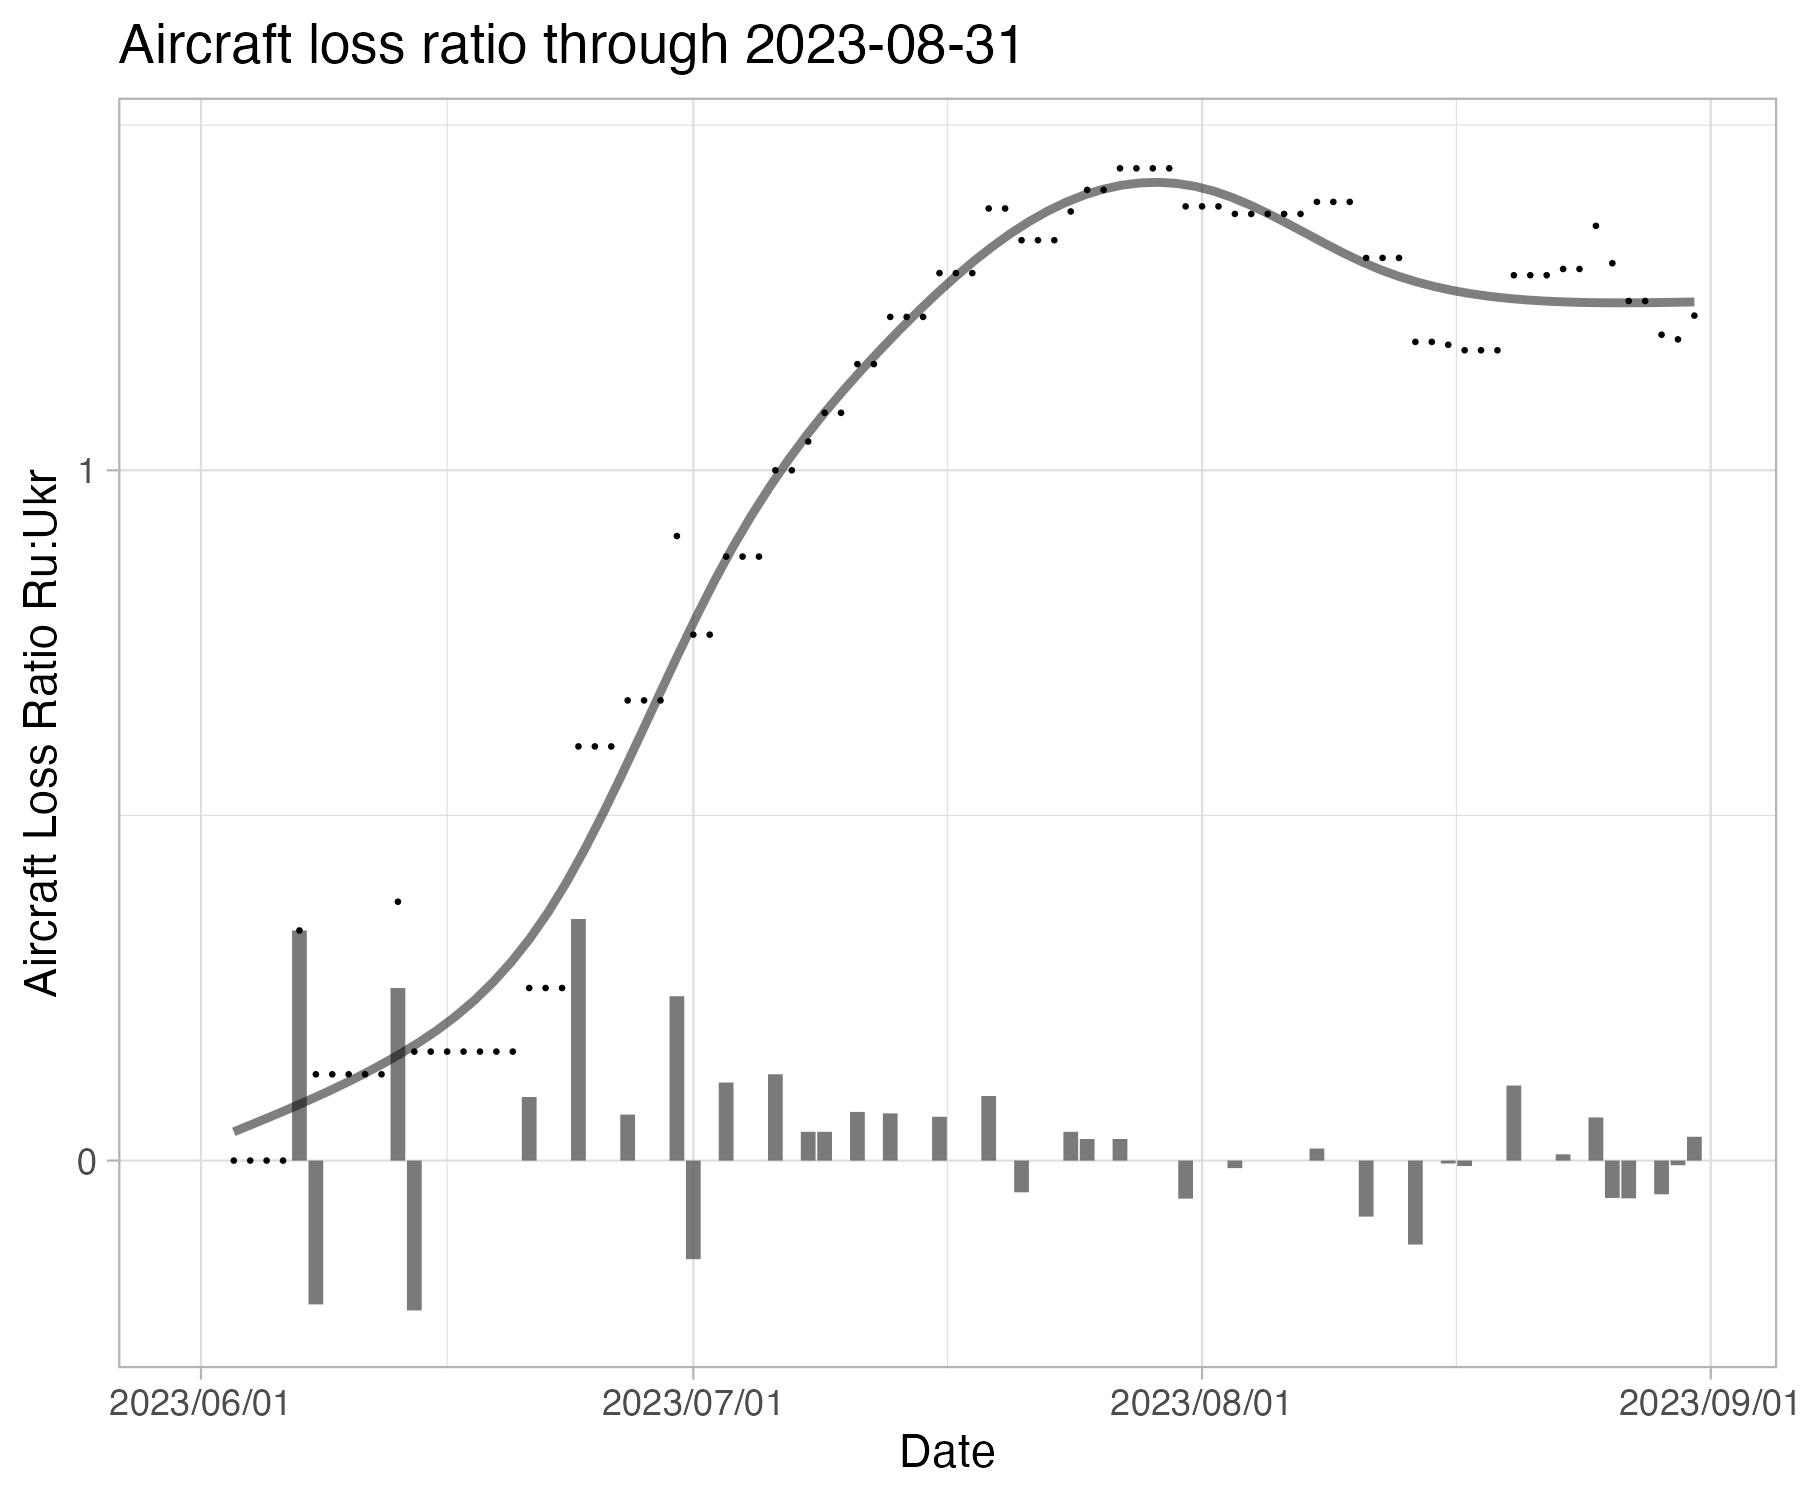 Aircraft loss ratio through 2023-08-31
Aircraft Loss Ratio Ru:Ukr
1
0
2023/06/01
2023/07/01
2023/08/01
2023/09/01
Date